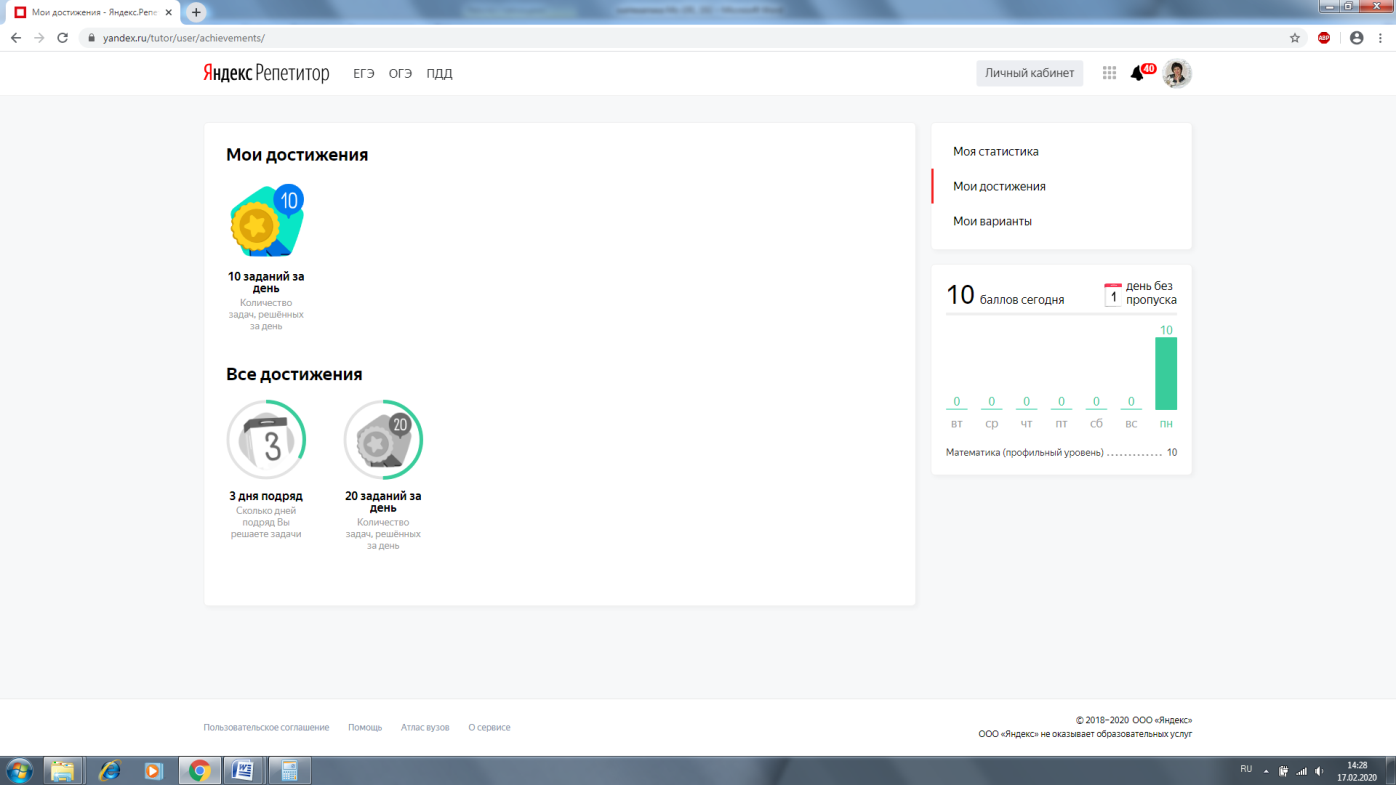 Мои достижения - Яндекс.Репе
yandex.ru/tutor/user/achievements/
ABP
Яндекс Репетитор
ЕГЭ ОГЭ ПДД
Личный кабинет
40
Мои достижения
10
10 заданий за
день
Количество
задач, решённых
за день
Все достижения
3
3 дня подряд
Сколько дней
подряд Вы
решаете задачи
20
20 заданий за
день
Количество
задач, решённых
за день
Моя статистика
Мои достижения
Мои варианты
10 баллов сегодня
1
день без
пропуска
10
0 0 0 0 0 0
вт ср чт пт сб вс пн
Математика (профильный уровень) ............. 10
Пользовательское соглашение Помощь Атлас вузов О сервисе
© 2018–2020 ООО «Яндекс»
ООО «Яндекс» не оказывает образовательных услуг
RU
14:28
17.02.2020